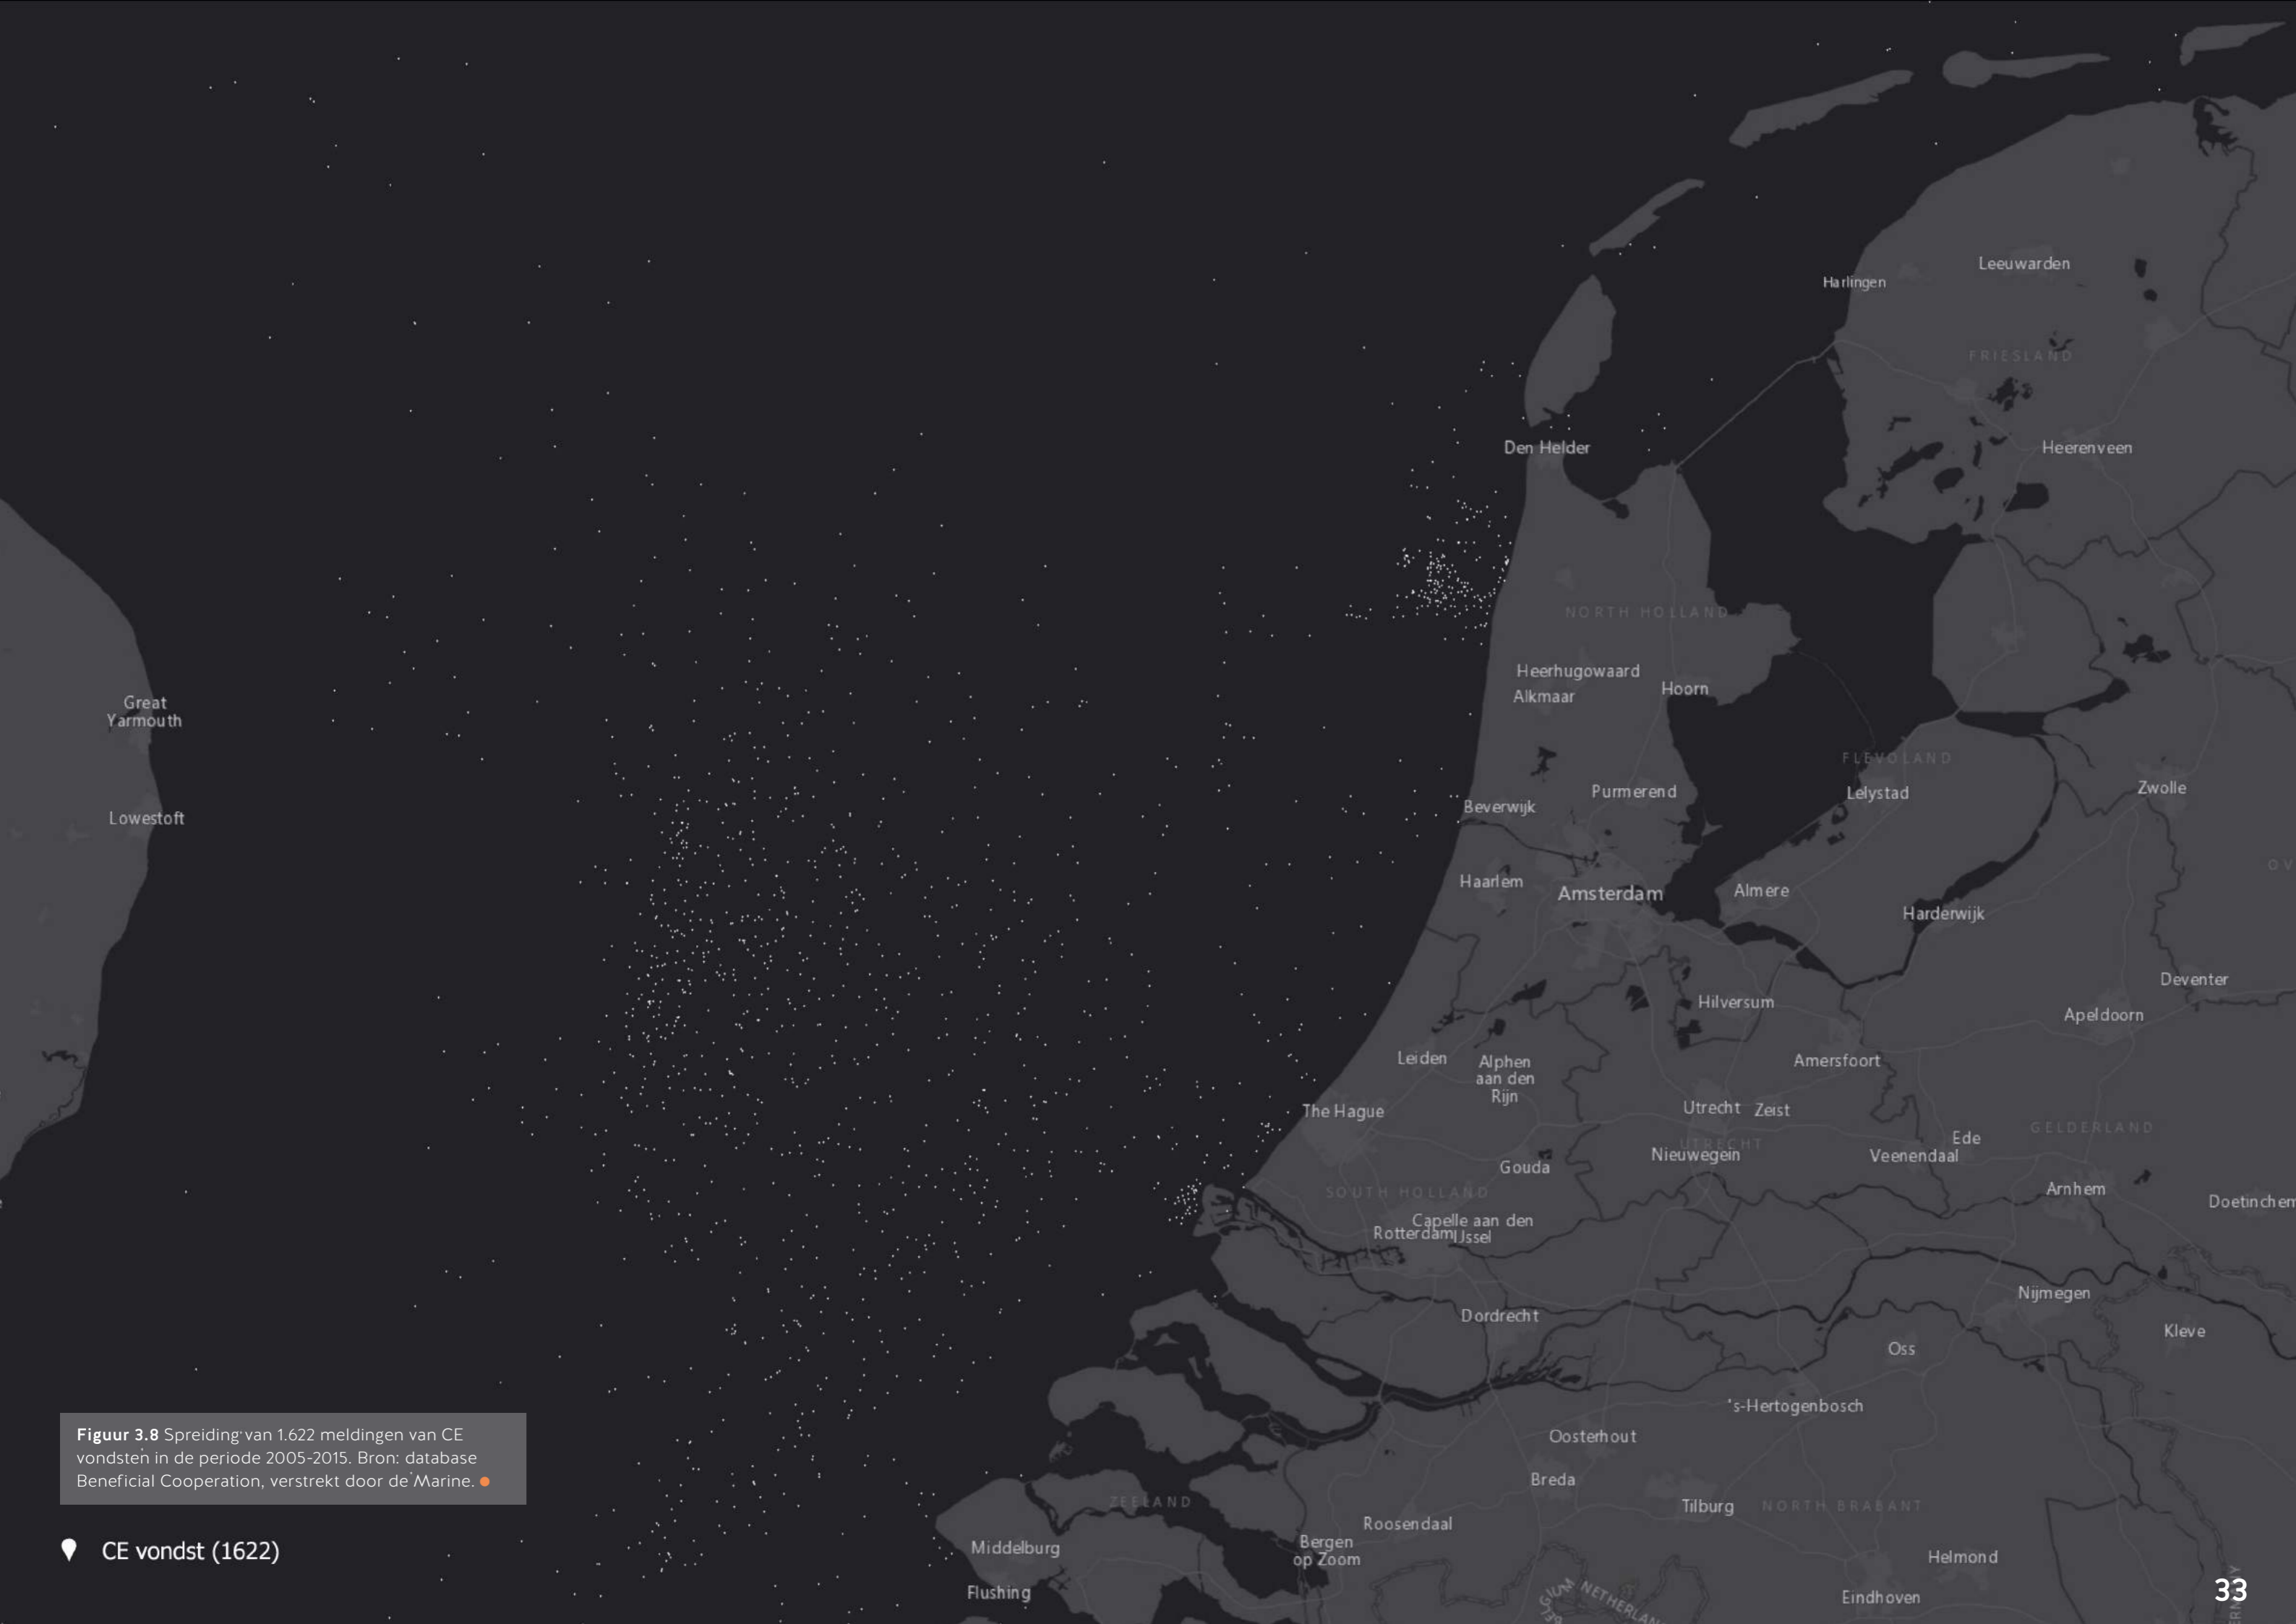 Leeuwarden
Harlingen
FRIESLAND
Den Helder
Heerenveen
NORTH HOLLAND
Heerhugowaard
Alkmaar
Hoorn
Great
Yarmouth
FLEVOLAND
Lelystad
Purmerend
Zwolle
Beverwijk
Lowestoft
OV
Haarlem
Amsterdam
Almere
Harderwijk
Deventer
Hilversum
Apeldoorn
Leiden
Alphen
aan den
Rijn
Amersfoort
The Hague
Utrecht
Zeist
GELDERLAND
Ede
UTRECHT
Nieuwegein
Veenendaal
Gouda
SOUTH HOLLAND
Arnhem
Doetinchem
Capelle aan den
IJssel
Rotterdam
Nijmegen
Dordrecht
Kleve
Oss
's-Hertogenbosch
Oosterhout
Breda
Figuur 3.8 Spreiding van 1.622 meldingen van CE
vondsten in de periode 2005-2015. Bron: database
Beneficial Cooperation, verstrekt door de Marine.
ZEELAND
Tilburg
NORTH BRABANT
Roosendaal
CE vondst (1622)
Middelburg
Bergen
op Zoom
Helmond
Flushing
Eindhoven
33